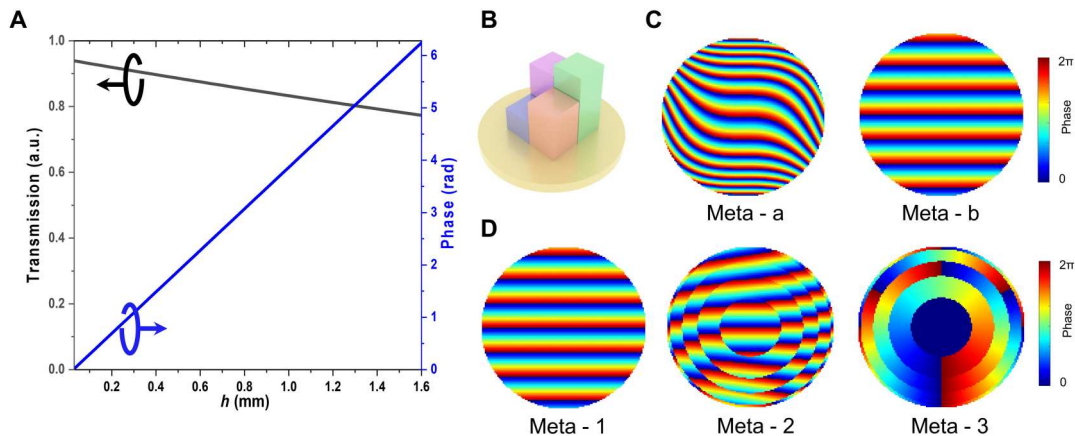 A
Transmission (a.u.)
1.0
0.8
0.6
0.4
0.2
0.0
0.2 0.4 0.6 0.8 1.0 1.2 1.4 1.6
h (mm)
6
5
4
3
2
1
0
Phase (rad)
B
C
Meta - a
Meta - b
2π
Phase
0
D
Meta - 1
Meta - 2
Meta - 3
2π
Phase
0